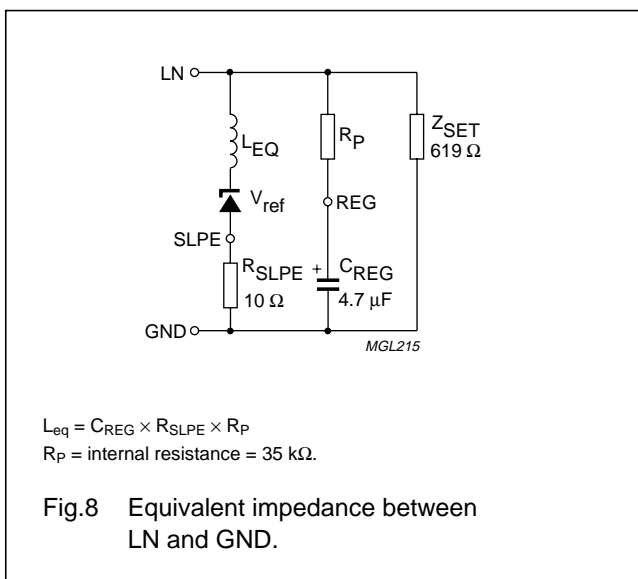 LN
L_EQ
V_ref
SLPE
R_SLPE
10 Ω
GND
R_P
REG
+
C_REG
4.7 µF
Z_SET
619 Ω
MGL215
L_eq = C_REG × R_SLPE × R_P
R_P = internal resistance = 35 kΩ.
Fig.8 Equivalent impedance between
LN and GND.